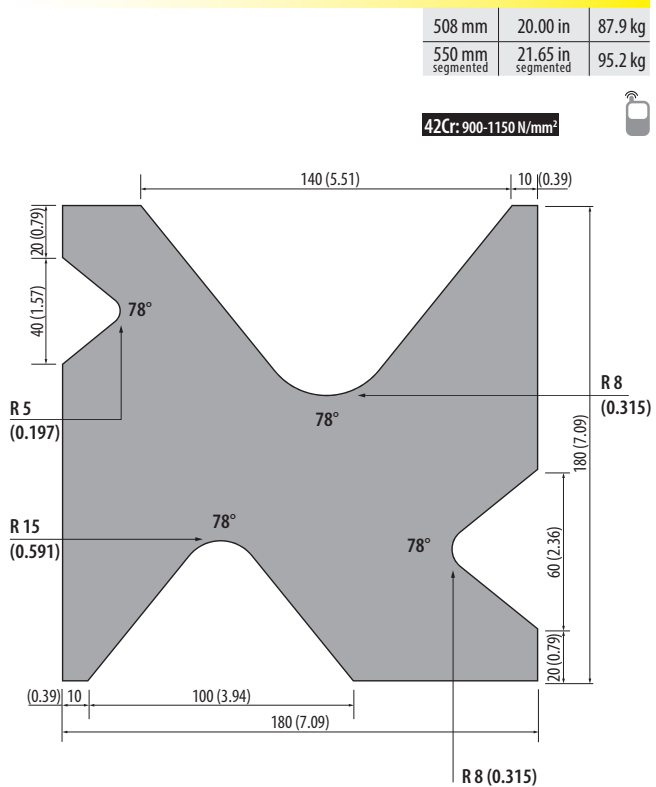 508 mm 20.00 in 87.9 kg
550 mm 21.65 in 95.2 kg
segmented segmented
42Cr: 900-1150 N/mm²
140 (5.51) 10 (0.39)
20 (0.79)
40 (1.57)
78°
R 5
(0.197)
78°
R 8
(0.315)
180 (7.09)
R 15
(0.591)
78°
78°
60 (2.36)
20 (0.79)
(0.39) 10 100 (3.94)
180 (7.09)
R 8 (0.315)